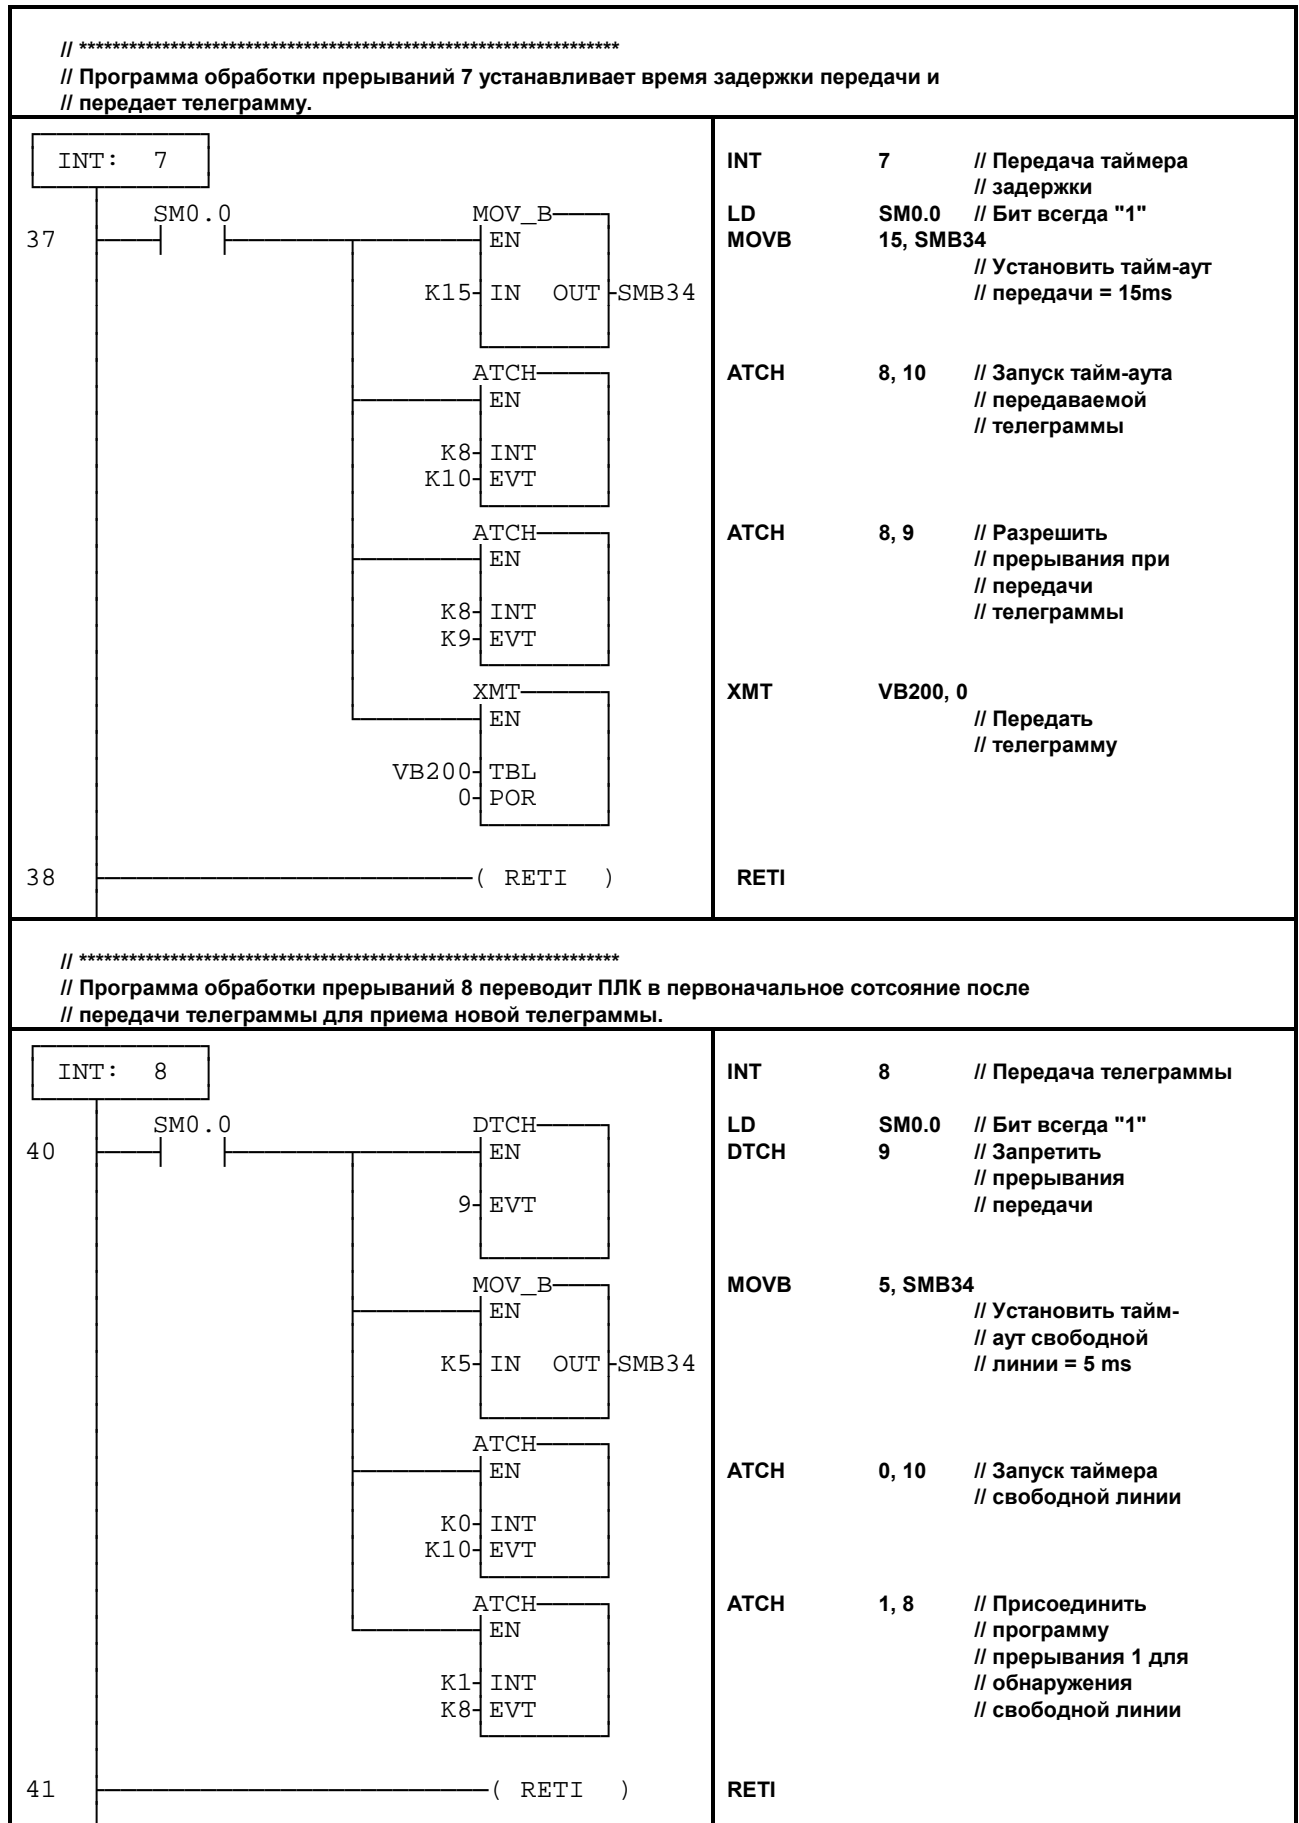 // *****************************************************************
// Программа обработки прерываний 7 устанавливает время задержки передачи и
// передает телеграмму.
INT: 7
INT 7 // Передача таймера
// задержки
SM0.0 MOV_B
LD SM0.0 // Бит всегда "1"
37 EN
MOVB 15, SMB34
// Установить тайм-аут
K15 IN OUT SMB34
// передачи = 15ms
ATCH
ATCH 8, 10 // Запуск тайм-аута
EN
// передаваемой
// телеграммы
K8 INT
K10 EVT
ATCH
ATCH 8, 9 // Разрешить
EN
// прерывания при
// передачи
K8 INT
// телеграммы
K9 EVT
XMT
XMT VB200, 0
EN
// Передать
// телеграмму
VB200 TBL
0 POR
38 ( RETI )
RETI
// *****************************************************************
// Программа обработки прерываний 8 переводит ПЛК в первоначальное сотсояние после
// передачи телеграммы для приема новой телеграммы.
INT: 8
INT 8 // Передача телеграммы
SM0.0 DTCH
LD SM0.0 // Бит всегда "1"
40 EN
DTCH 9 // Запретить
// прерывания
9 EVT
// передачи
MOV_B
MOVB 5, SMB34
EN
// Установить тайм-
// аут свободной
K5 IN OUT SMB34
// линии = 5 ms
ATCH
EN
ATCH 0, 10 // Запуск таймера
// свободной линии
K0 INT
K10 EVT
ATCH
ATCH 1, 8 // Присоединить
EN
// программу
// прерывания 1 для
K1 INT
// обнаружения
K8 EVT
// свободной линии
41 ( RETI )
RETI